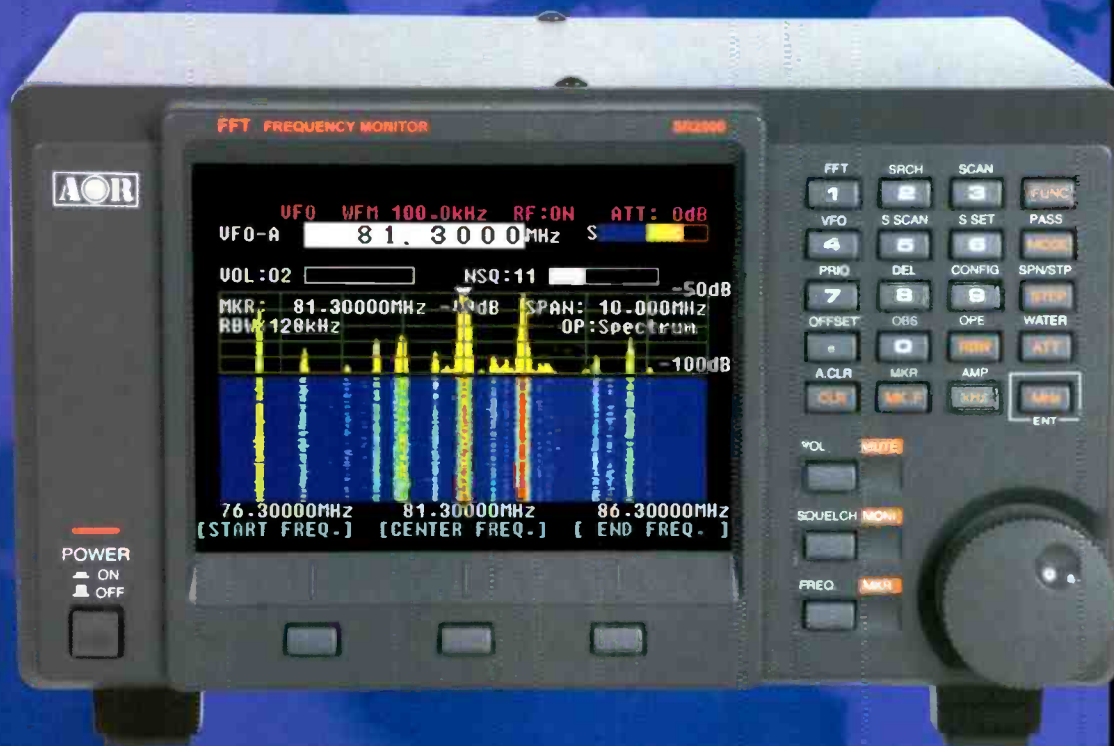 FFT FREQUENCY MONITOR SR2000
AOR
VFO WFM 100.0kHz RF:ON ATT: 0dB
VFO-A 81.3000MHz S
VOL:02 NSQ:11
-50dB
MKR: 81.30000MHz dB SPAN: 10.000MHz
RBW:128kHz OP:Spectrum
-100dB
76.30000MHz 81.30000MHz 86.30000MHz
[START FREQ.] [CENTER FREQ.] [ END FREQ. ]
POWER
ON
OFF
FFT SRCH SCAN
1 2 3 FUNC
VFO S SCAN S SET PASS
4 5 6 MODE
PRIO DEL CONFIG SPN/STP
7 8 9 STEP
OFFSET OBS OPE WATER
. 0 RBW ATT
A.CLR MKR AMP
CLR MK.F kHz MHz
ENT
VOL MUTE
SQUELCH MONI
FREQ. MKR